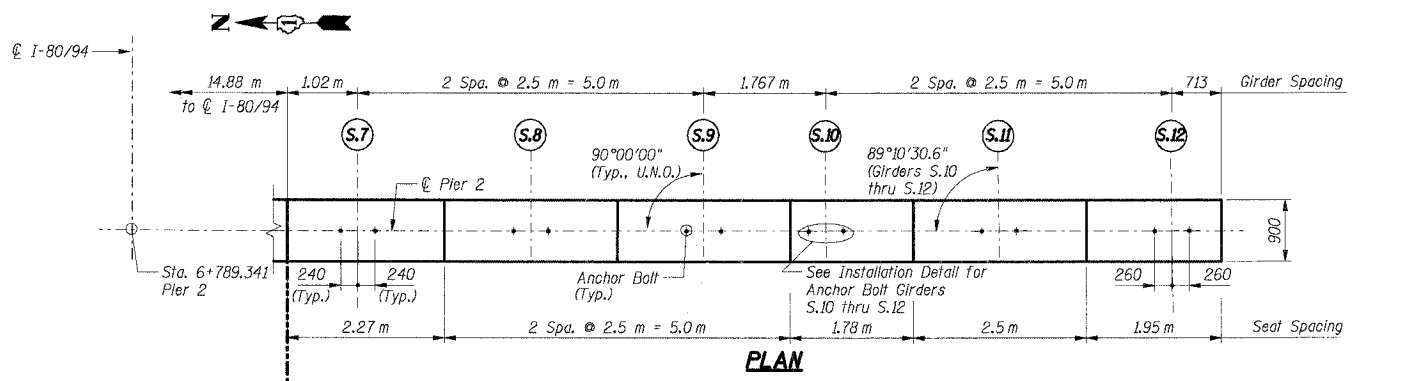 N
℄ I-80/94
14.88 m
to ℄ I-80/94
1.02 m
2 Spa. @ 2.5 m = 5.0 m
1.767 m
2 Spa. @ 2.5 m = 5.0 m
713
Girder Spacing
S.7
S.8
S.9
S.10
S.11
S.12
90°00'00"
(Typ., U.N.O.)
89°10'30.6"
(Girders S.10
thru S.12)
℄ Pier 2
900
Sta. 6+789.341
Pier 2
240
(Typ.)
240
(Typ.)
Anchor Bolt
(Typ.)
See Installation Detail for
Anchor Bolt Girders
S.10 thru S.12
260
260
2.27 m
2 Spa. @ 2.5 m = 5.0 m
1.78 m
2.5 m
1.95 m
Seat Spacing
PLAN